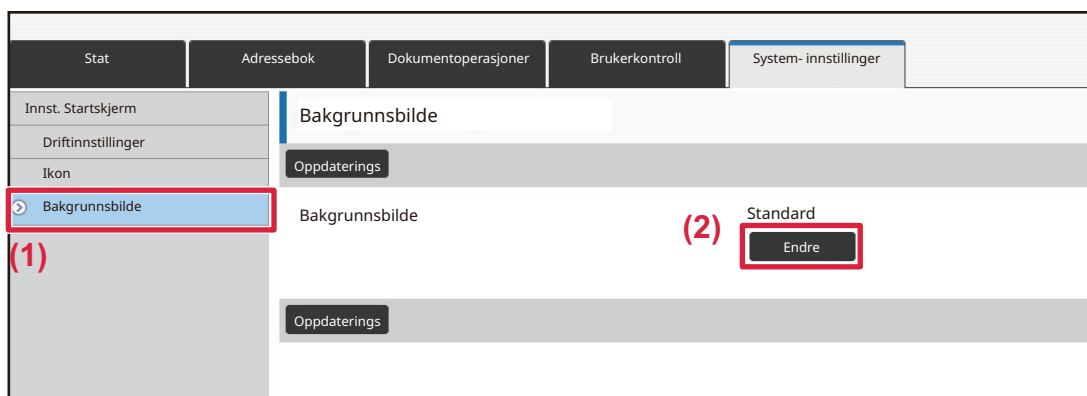 Stat
Adressebok
Dokumentoperasjoner
Brukerkontroll
System- innstillinger
Innst. Startskjerm
Driftinnstillinger
Ikon
Bakgrunnsbilde
(1)
Bakgrunnsbilde
Oppdaterings
Bakgrunnsbilde
(2)
Standard
Endre
Oppdaterings